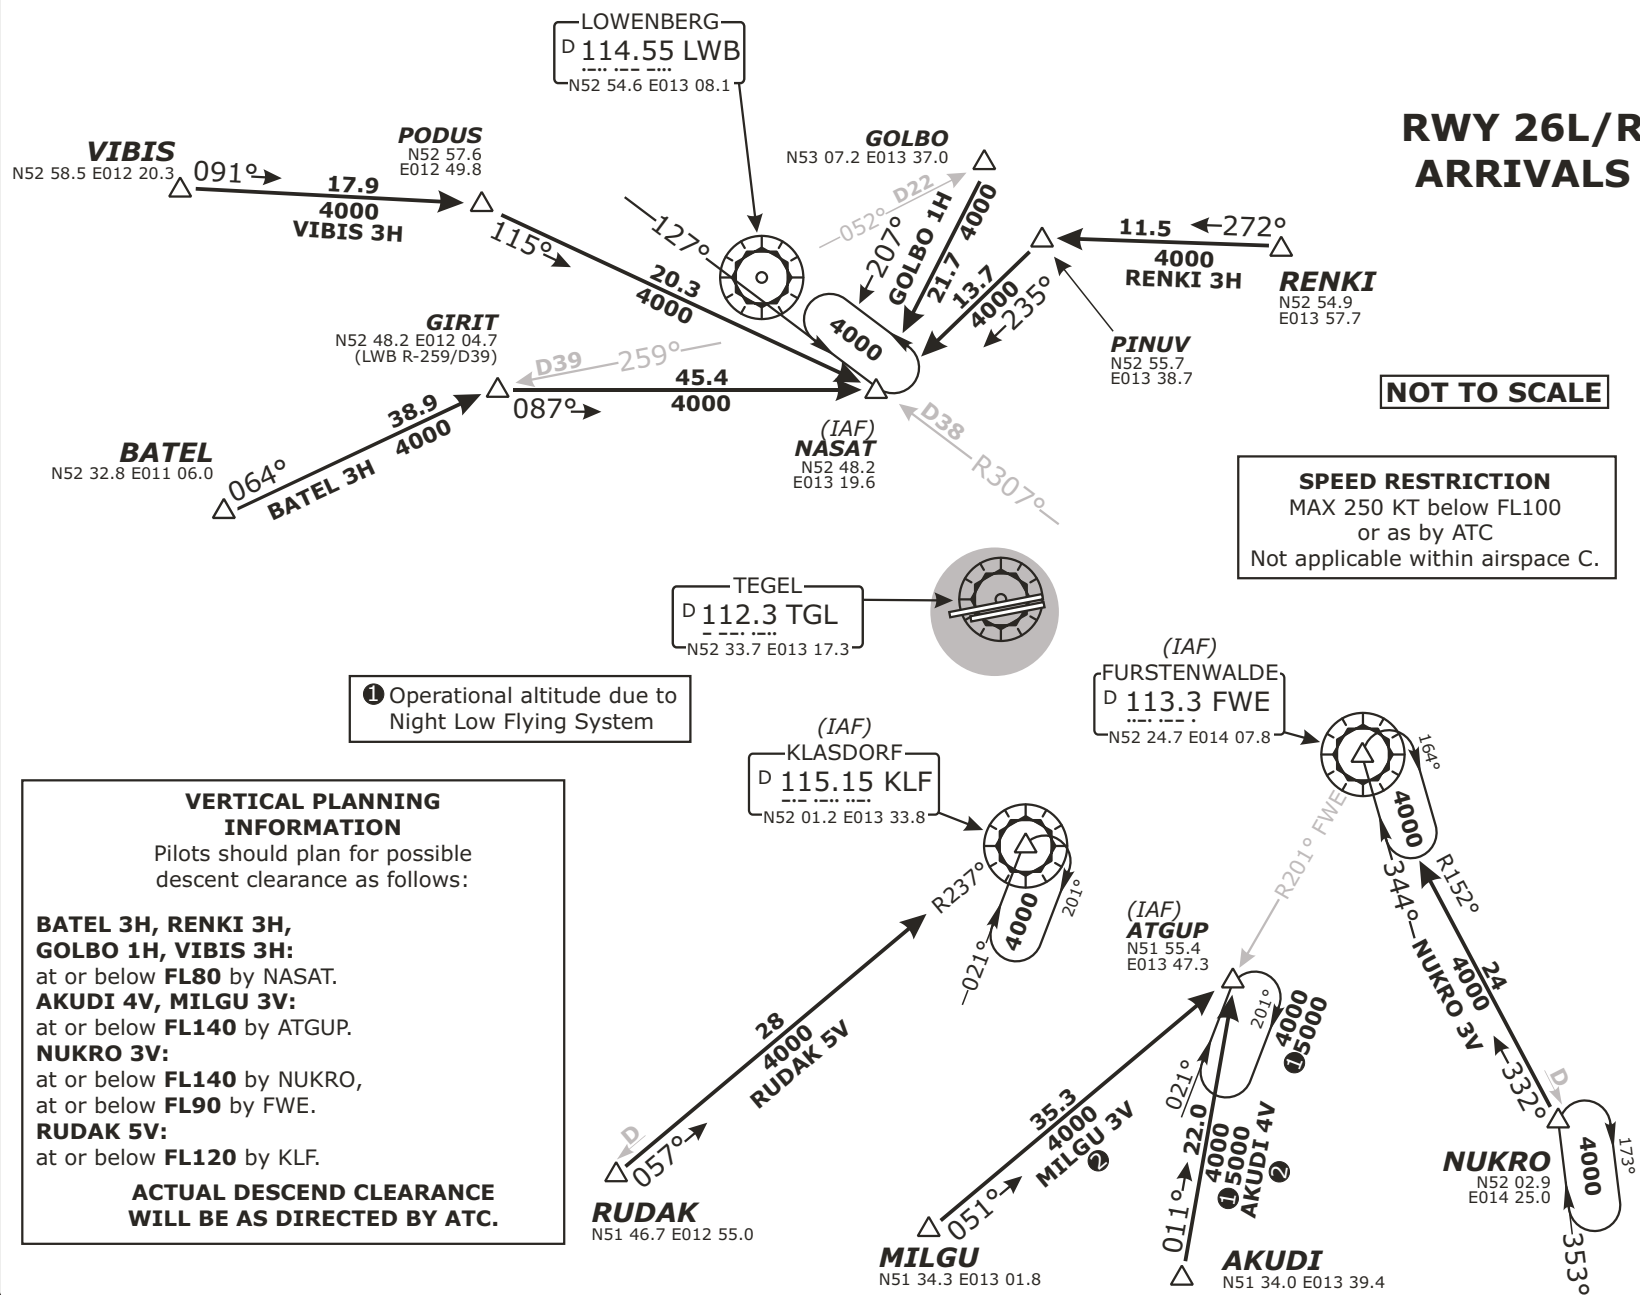 LOWENBERG
D 114.55 LWB
N52 54.6 E013 08.1
RWY 26L/R
ARRIVALS
VIBIS
N52 58.5 E012 20.3
091°
17.9
4000
VIBIS 3H
PODUS
N52 57.6
E012 49.8
115°
20.3
4000
127°
GOLBO
N53 07.2 E013 37.0
052° D22
207°
GOLBO 1H
21.7 4000
4000
13.7
4000
235°
11.5
272°
4000
RENKI 3H
RENKI
N52 54.9
E013 57.7
PINUV
N52 55.7
E013 38.7
GIRIT
N52 48.2 E012 04.7
(LWB R-259/D39)
D39 259°
45.4
4000
087°
38.9
4000
BATEL
N52 32.8 E011 06.0
064°
BATEL 3H
(IAF)
NASAT
N52 48.2
E013 19.6
D38
R307°
NOT TO SCALE
SPEED RESTRICTION
MAX 250 KT below FL100
or as by ATC
Not applicable within airspace C.
TEGEL
D 112.3 TGL
N52 33.7 E013 17.3
1 Operational altitude due to
Night Low Flying System
(IAF)
KLASDORF
D 115.15 KLF
N52 01.2 E013 33.8
(IAF)
FURSTENWALDE
D 113.3 FWE
N52 24.7 E014 07.8
164°
4000
344°
R201° FWE
R152°
24
4000
NUKRO 3V
332°
D
NUKRO
N52 02.9
E014 25.0
4000
173°
353°
R237°
201°
4000
021°
28
4000
RUDAK 5V
D
057°
RUDAK
N51 46.7 E012 55.0
(IAF)
ATGUP
N51 55.4
E013 47.3
201°
4000
1 5000
021°
35.3
4000
MILGU 3V
2
051°
MILGU
N51 34.3 E013 01.8
22.0
4000
1 5000
AKUDI 4V
2
011°
AKUDI
N51 34.0 E013 39.4
VERTICAL PLANNING
INFORMATION
Pilots should plan for possible
descent clearance as follows:
BATEL 3H, RENKI 3H,
GOLBO 1H, VIBIS 3H:
at or below FL80 by NASAT.
AKUDI 4V, MILGU 3V:
at or below FL140 by ATGUP.
NUKRO 3V:
at or below FL140 by NUKRO,
at or below FL90 by FWE.
RUDAK 5V:
at or below FL120 by KLF.
ACTUAL DESCEND CLEARANCE
WILL BE AS DIRECTED BY ATC.